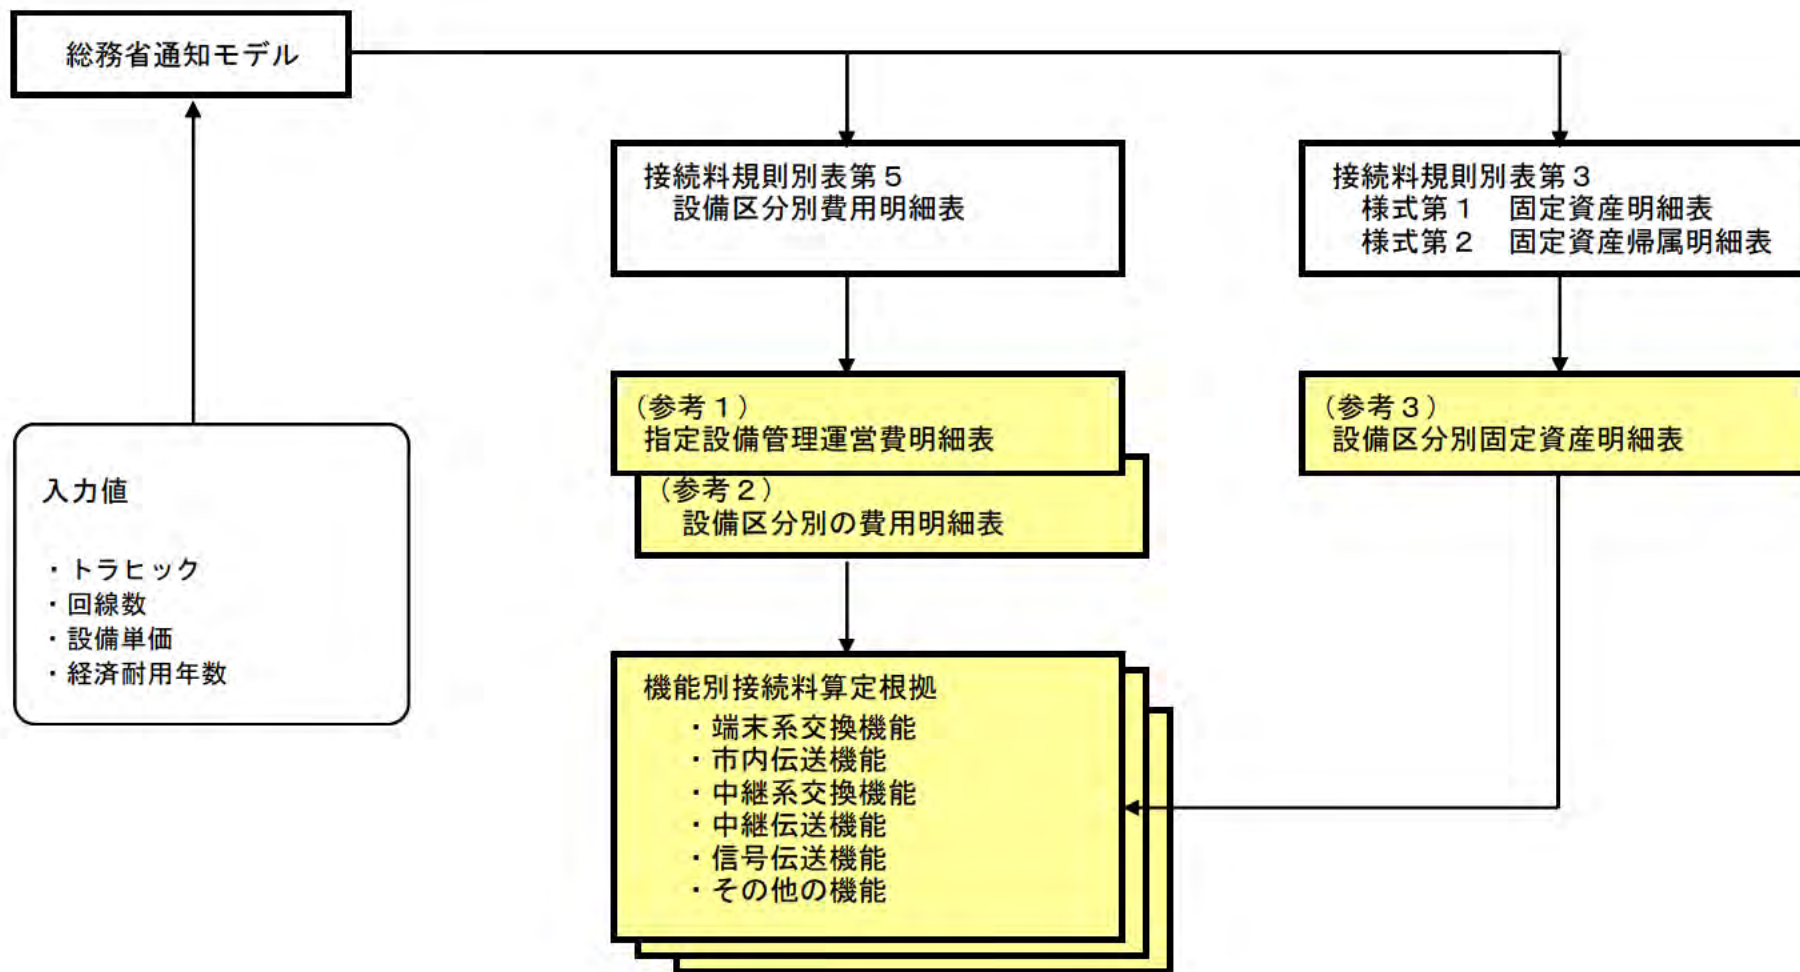 総務省通知モデル
接続料規則別表第5
設備区分別費用明細表
接続料規則別表第3
様式第1 固定資産明細表
様式第2 固定資産帰属明細表
(参考1)
指定設備管理運営費明細表
(参考2)
設備区分別の費用明細表
(参考3)
設備区分別固定資産明細表
入力値
・トラヒック
・回線数
・設備単価
・経済耐用年数
機能別接続料算定根拠
・端末系交換機能
・市内伝送機能
・中継系交換機能
・中継伝送機能
・信号伝送機能
・その他の機能